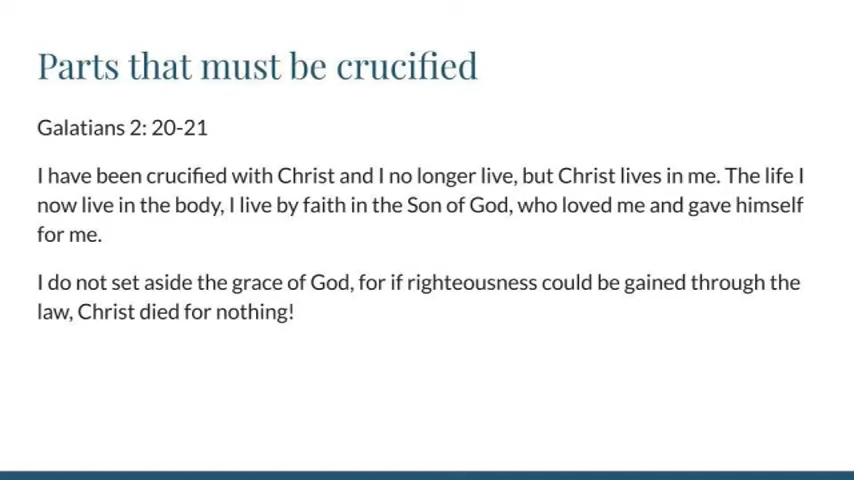 Parts that must be crucified
Galatians 2: 20-21
I have been crucified with Christ and I no longer live, but Christ lives in me. The life I
now live in the body, I live by faith in the Son of God, who loved me and gave himself
for me.
I do not set aside the grace of God, for if righteousness could be gained through the
law, Christ died for nothing!